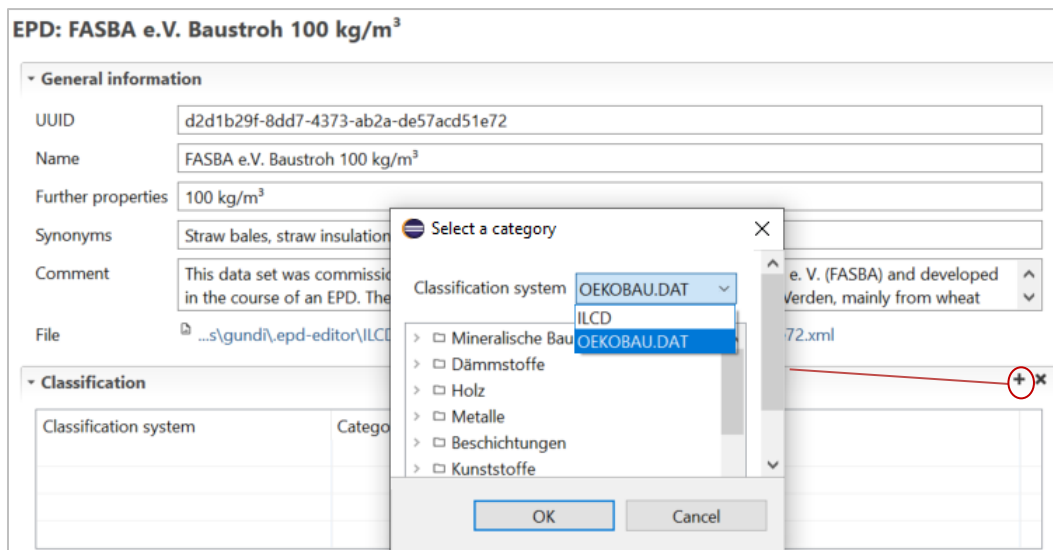 EPD: FASBA e.V. Baustroh 100 kg/m³
General information
UUID d2d1b29f-8dd7-4373-ab2a-de57acd51e72
Name FASBA e.V. Baustroh 100 kg/m³
Further properties 100 kg/m³
Synonyms Straw bales, straw insulation
Comment This data set was commissi e. V. (FASBA) and developed
in the course of an EPD. The Verden, mainly from wheat
File ...s\gundi\.epd-editor\ILCD 72.xml
Classification
Classification system Catego
Select a category
Classification system OEKOBAU.DAT
ILCD
OEKOBAU.DAT
Mineralische Bau
Dämmstoffe
Holz
Metalle
Beschichtungen
Kunststoffe
OK Cancel